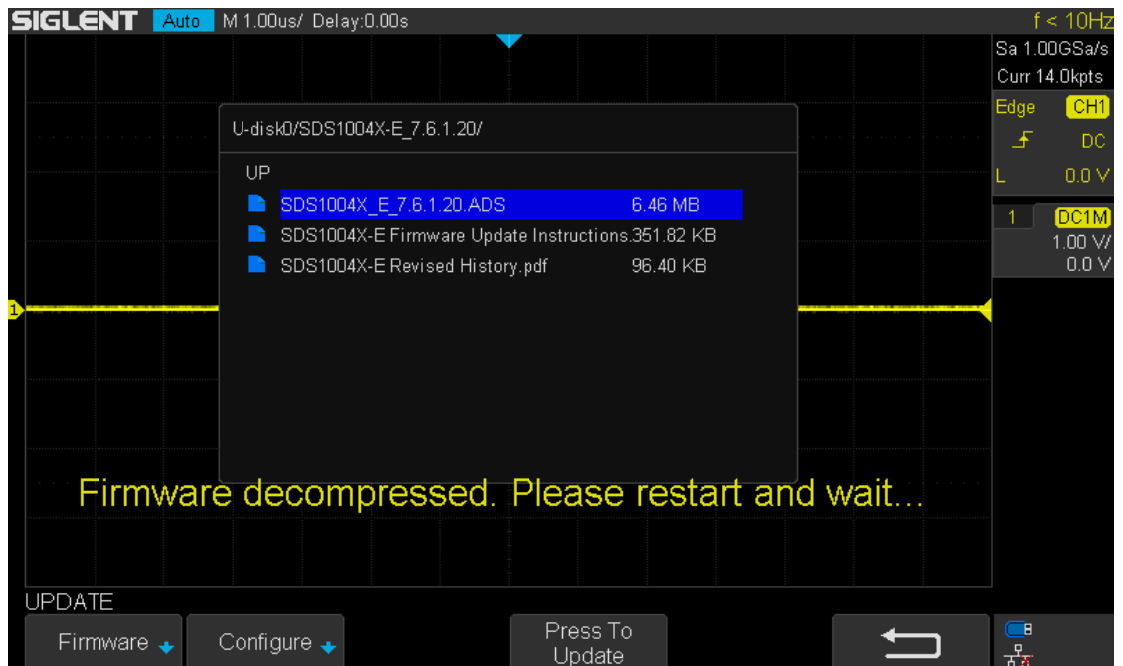 SIGLENT Auto M 1.00us/ Delay:0.00s f < 10Hz
Sa 1.00GSa/s
Curr 14.0kpts
Edge CH1
DC
L 0.0 V
1 DC1M
1.00 V/
0.0 V
U-disk0/SDS1004X-E_7.6.1.20/
UP
SDS1004X_E_7.6.1.20.ADS 6.46 MB
SDS1004X-E Firmware Update Instructions.351.82 KB
SDS1004X-E Revised History.pdf 96.40 KB
1
Firmware decompressed. Please restart and wait...
UPDATE
Firmware Configure Press To
Update